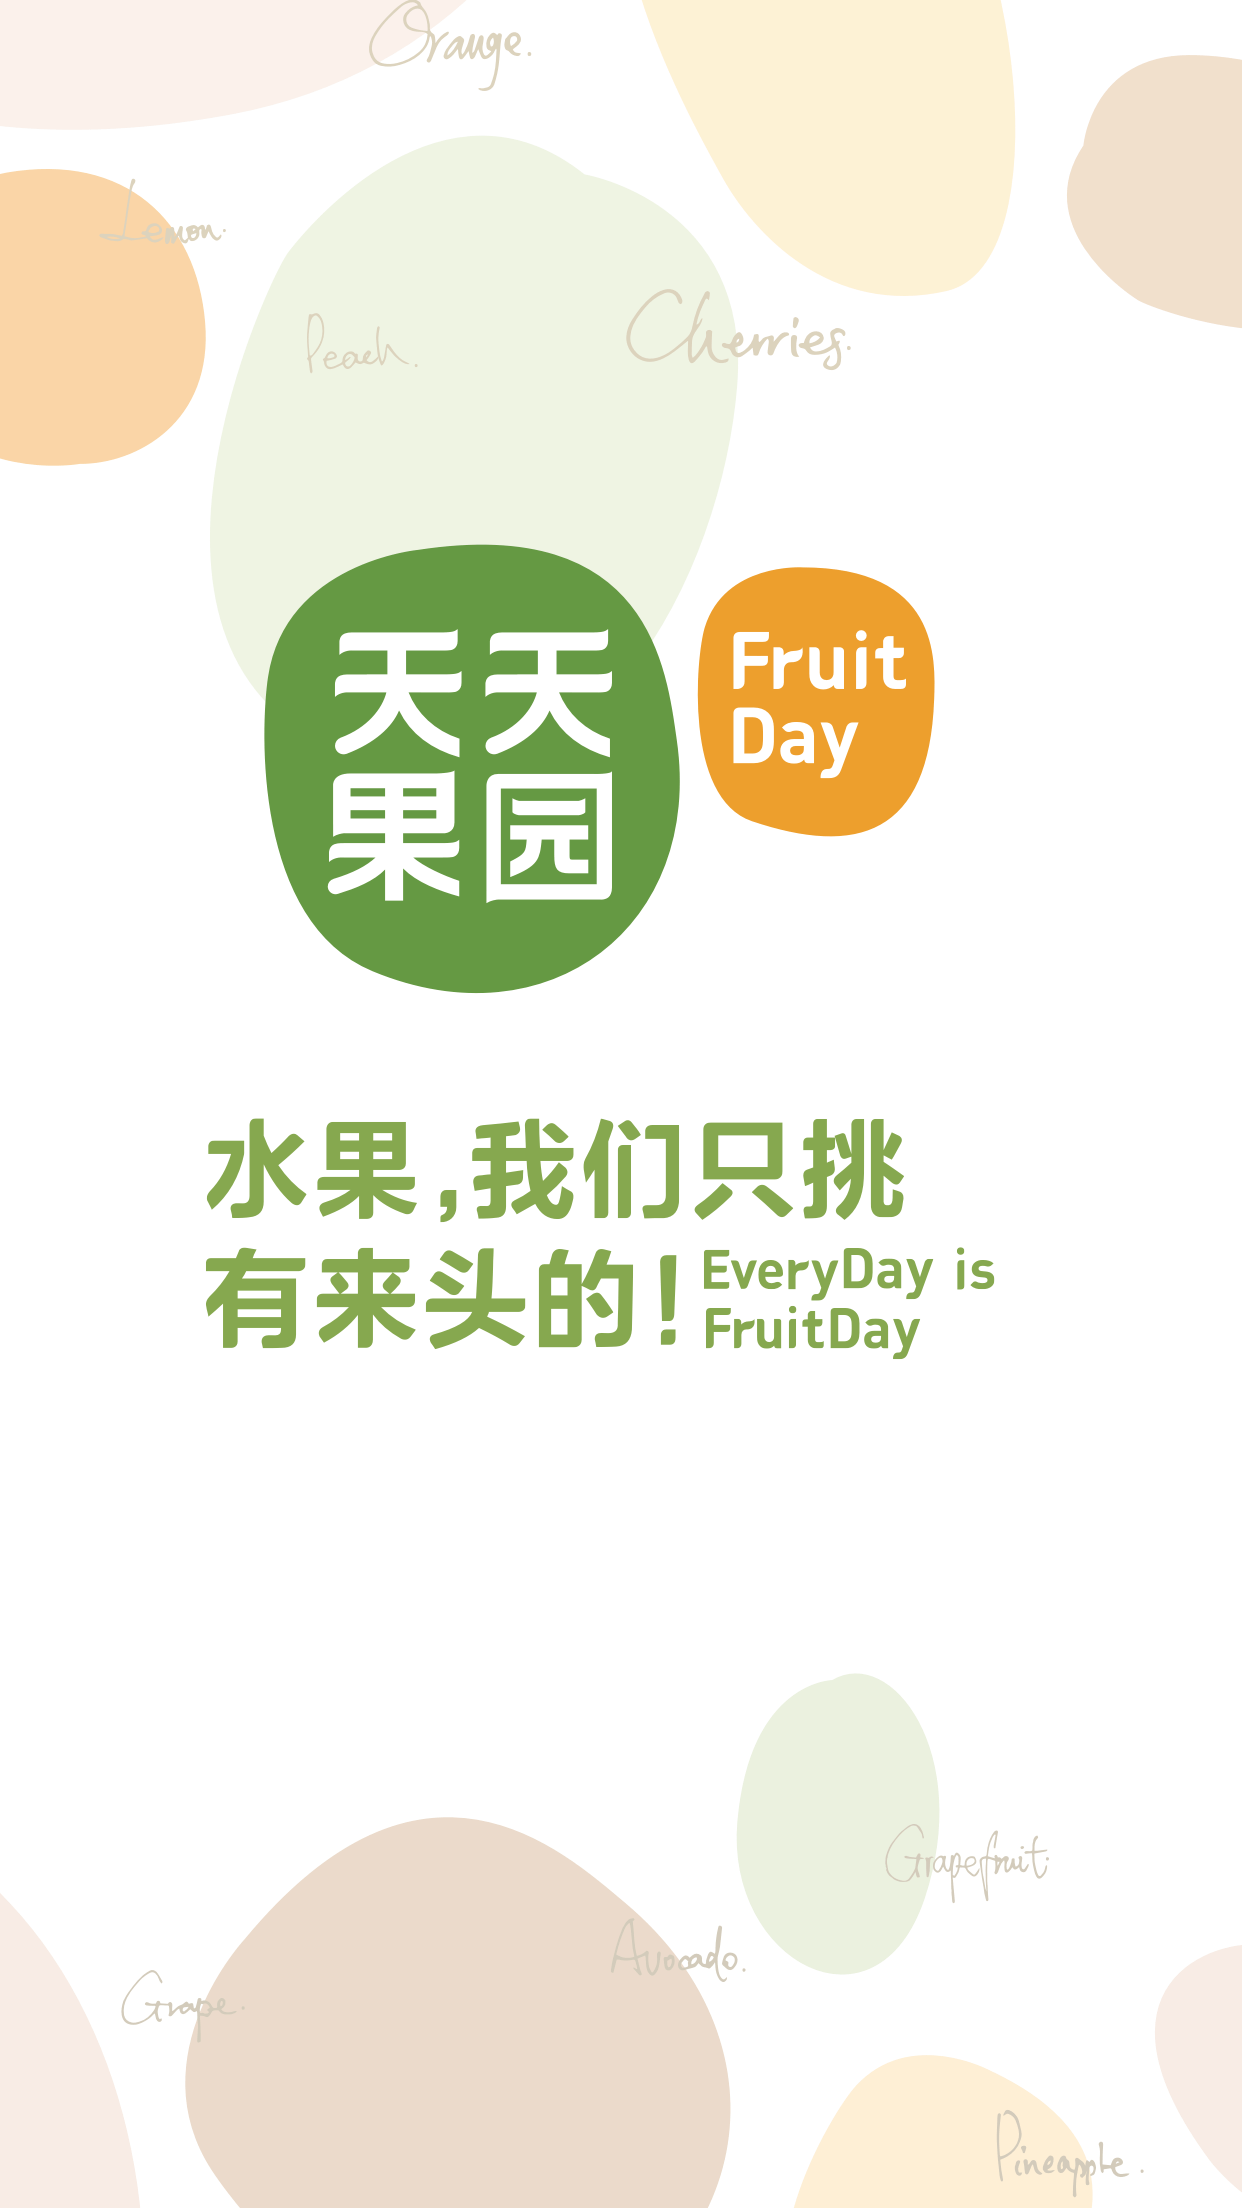 Orange.
Lemon.
Peach.
Cherries.
天天
果园
Fruit
Day
水果,我们只挑
有来头的!
EveryDay is
FruitDay
Grapefruit.
Avocado.
Grape.
Pineapple.